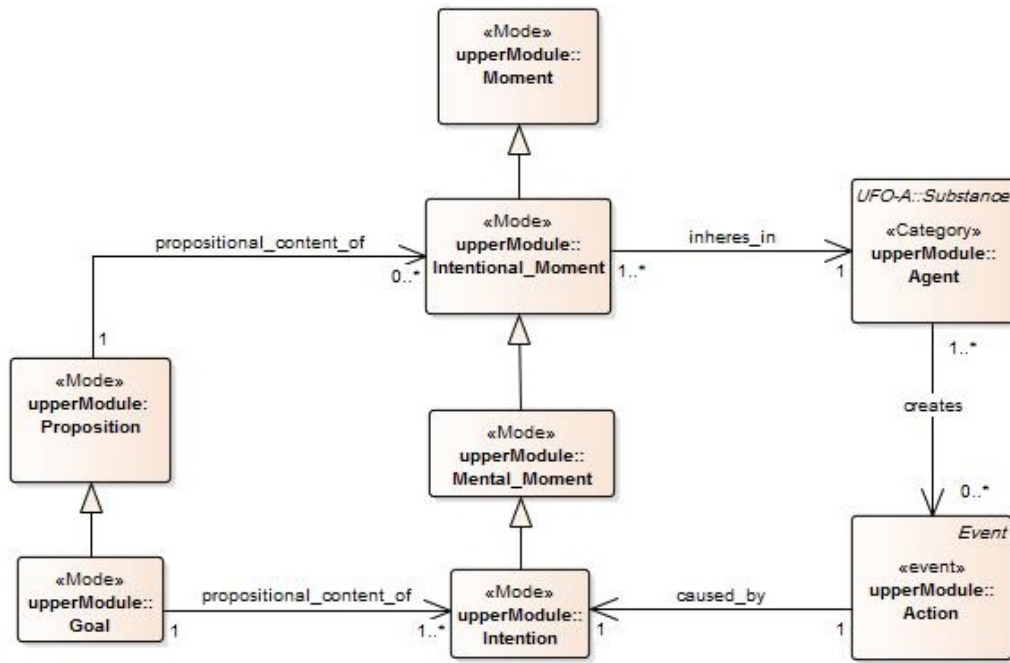 «Mode»
upperModule::
Moment
propositional_content_of
0..*
1
«Mode»
upperModule::
Intentional_Moment
inheres_in
1..*
1
UFO-A::Substance
«Category»
upperModule::
Agent
1..*
creates
0..*
«Mode»
upperModule:
Proposition
«Mode»
upperModule::
Mental_Moment
«Mode»
upperModule::
Goal
propositional_content_of
1
1..*
«Mode»
upperModule::
Intention
caused_by
1
1
Event
«event»
upperModule::
Action